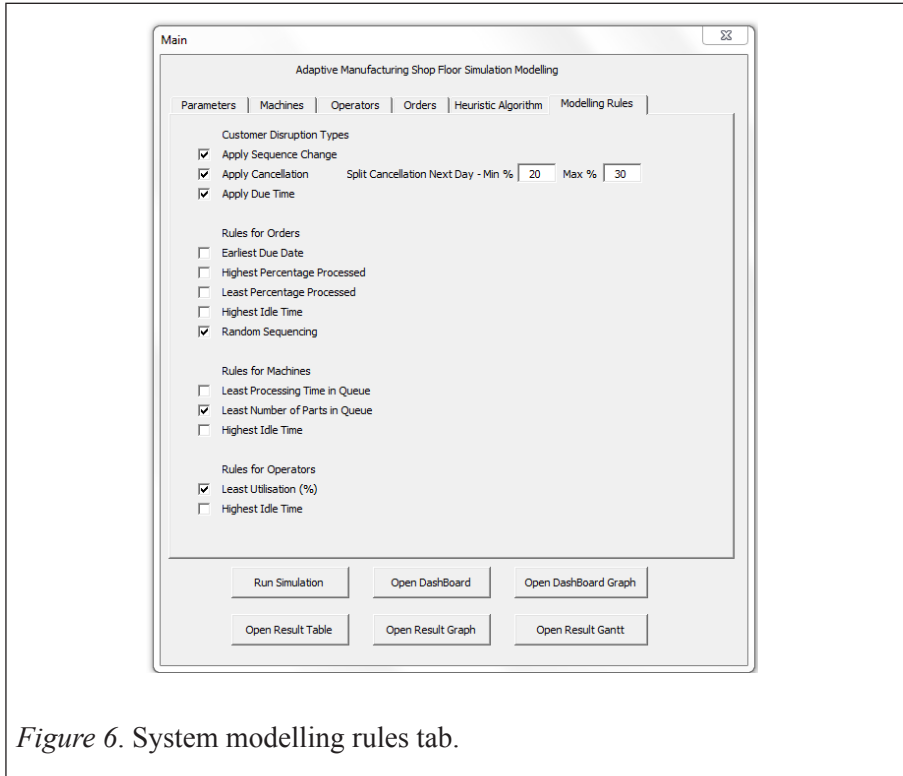 Main
Adaptive Manufacturing Shop Floor Simulation Modelling
Parameters Machines Operators Orders Heuristic Algorithm Modelling Rules
Customer Disruption Types
Apply Sequence Change
Apply Cancellation Split Cancellation Next Day - Min % 20 Max % 30
Apply Due Time
Rules for Orders
Earliest Due Date
Highest Percentage Processed
Least Percentage Processed
Highest Idle Time
Random Sequencing
Rules for Machines
Least Processing Time in Queue
Least Number of Parts in Queue
Highest Idle Time
Rules for Operators
Least Utilisation (%)
Highest Idle Time
Run Simulation Open DashBoard Open DashBoard Graph
Open Result Table Open Result Graph Open Result Gantt
Figure 6. System modelling rules tab.